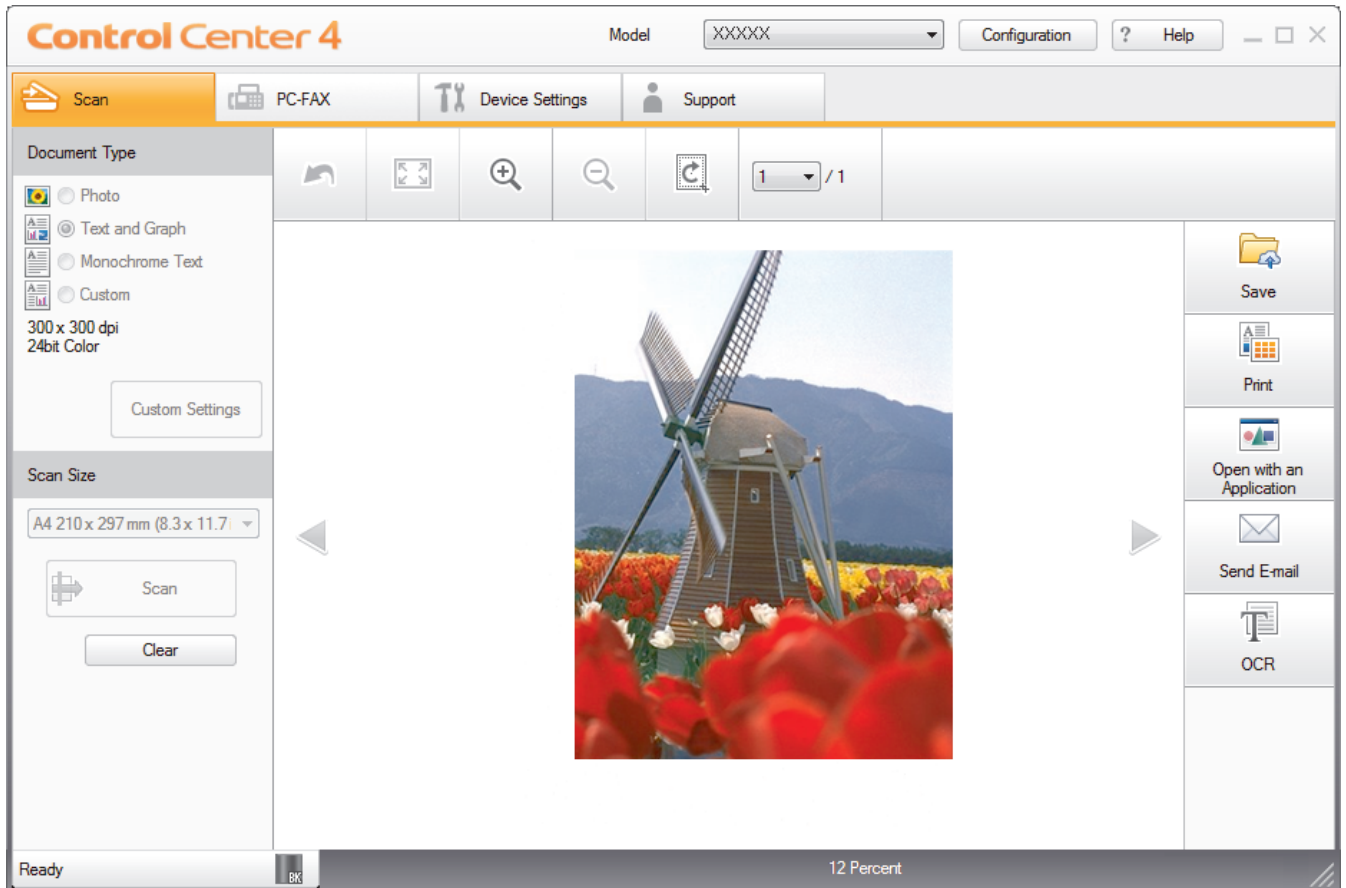 Control Center 4
Model
XXXXX
Configuration
? Help
Scan
PC-FAX
Device Settings
Support
Document Type
Photo
Text and Graph
Monochrome Text
Custom
300 x 300 dpi
24bit Color
Custom Settings
Scan Size
A4 210 x 297 mm (8.3 x 11.7
Scan
Clear
1 / 1
Save
Print
Open with an
Application
Send E-mail
OCR
Ready
BK
12 Percent